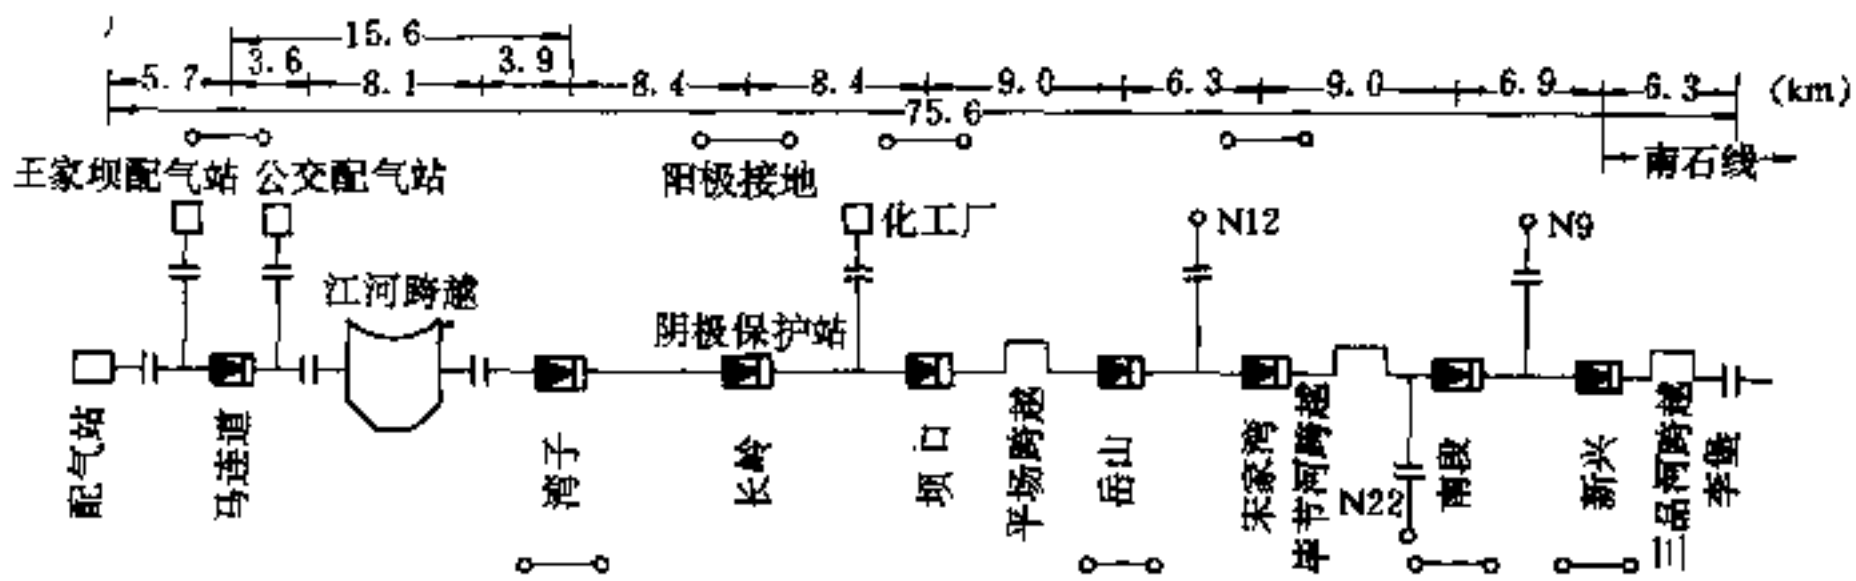 15.6
5.7 3.6 8.1 3.9 8.4 8.4 9.0 6.3 9.0 6.9 6.3 (km)
75.6
南石线
王家坝配气站 公交配气站 阳极接地
化工厂 N12 N9
江河跨越
阴极保护站
配气站
马连道
湾子
长岭
坝口
平场跨越
岳山
宋家湾
毕节河跨越
N22
南段
新兴
三品河跨越
李堡